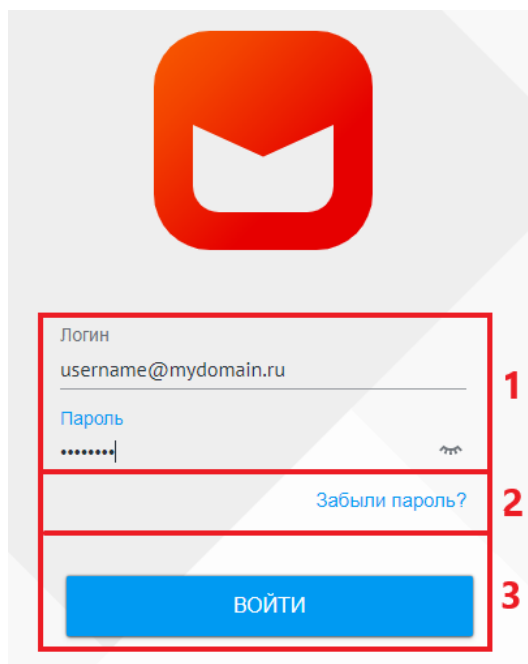 Логин
username@mydomain.ru
1
Пароль
••••••••
Забыли пароль?
2
ВОЙТИ
3